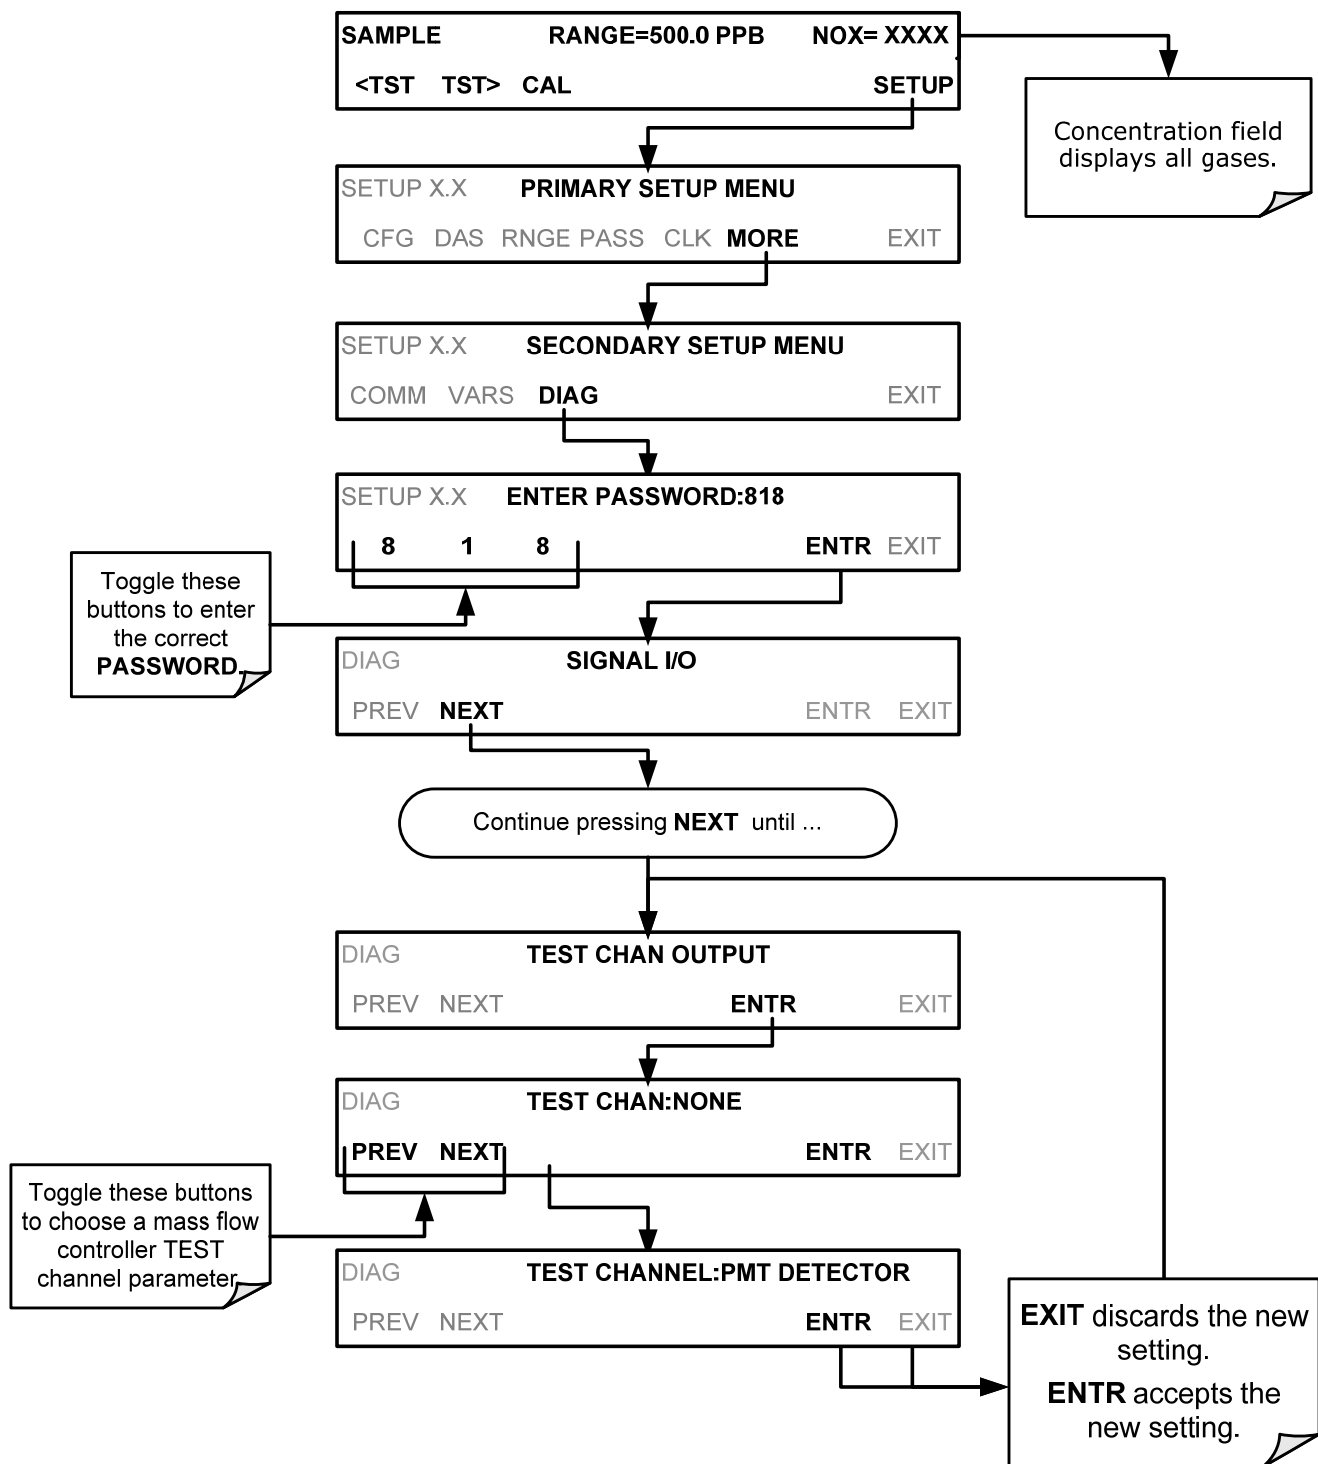 SAMPLE RANGE=500.0 PPB NOX= XXXX
<TST TST> CAL SETUP
Concentration field
displays all gases.
SETUP X.X PRIMARY SETUP MENU
CFG DAS RNGE PASS CLK MORE EXIT
SETUP X.X SECONDARY SETUP MENU
COMM VARS DIAG EXIT
SETUP X.X ENTER PASSWORD:818
8 1 8 ENTR EXIT
Toggle these
buttons to enter
the correct
PASSWORD.
DIAG SIGNAL I/O
PREV NEXT ENTR EXIT
Continue pressing NEXT until ...
DIAG TEST CHAN OUTPUT
PREV NEXT ENTR EXIT
DIAG TEST CHAN:NONE
PREV NEXT ENTR EXIT
Toggle these buttons
to choose a mass flow
controller TEST
channel parameter
DIAG TEST CHANNEL:PMT DETECTOR
PREV NEXT ENTR EXIT
EXIT discards the new
setting.
ENTR accepts the
new setting.